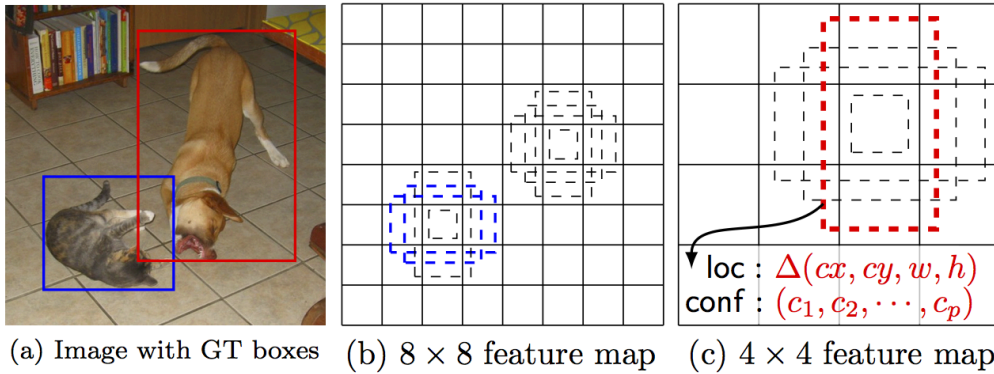 loc : Δ(cx, cy, w, h)
conf : (c₁, c₂, ⋯, cₚ)
(a) Image with GT boxes
(b) 8 × 8 feature map
(c) 4 × 4 feature map